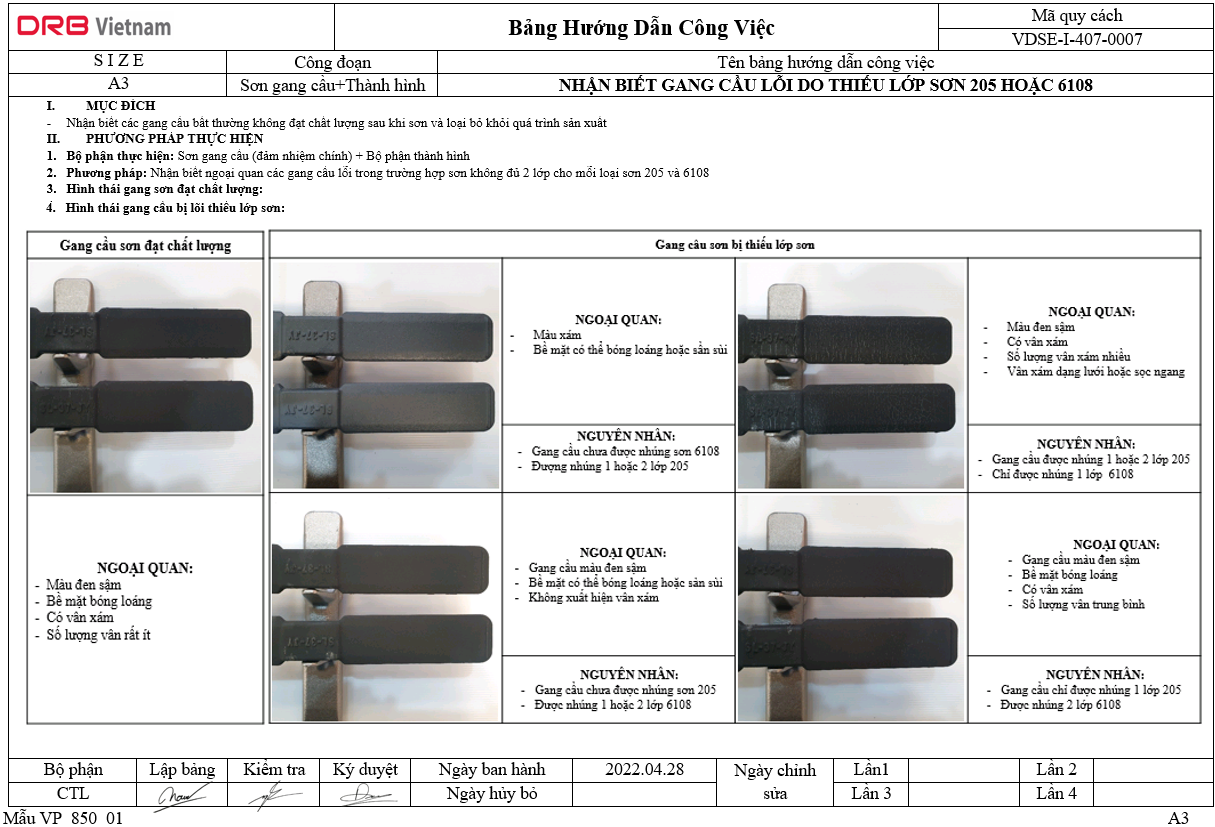 DRB Vietnam
Bảng Hướng Dẫn Công Việc
Mã quy cách
VDSE-I-407-0007
S I Z E
Công đoạn
Tên bảng hướng dẫn công việc
A3
Sơn gang cầu+Thành hình
NHẬN BIẾT GANG CẦU LỖI DO THIẾU LỚP SƠN 205 HOẶC 6108
I. MỤC ĐÍCH
- Nhận biết các gang cầu bất thường không đạt chất lượng sau khi sơn và loại bỏ khỏi quá trình sản xuất
II. PHƯƠNG PHÁP THỰC HIỆN
1. Bộ phận thực hiện: Sơn gang cầu (đảm nhiệm chính) + Bộ phận thành hình
2. Phương pháp: Nhận biết ngoại quan các gang cầu lỗi trong trường hợp sơn không đủ 2 lớp cho mỗi loại sơn 205 và 6108
3. Hình thái gang sơn đạt chất lượng:
4. Hình thái gang cầu bị lỗi thiếu lớp sơn:
Gang cầu sơn đạt chất lượng
Gang cầu sơn bị thiếu lớp sơn
NGOẠI QUAN:
- Màu xám
- Bề mặt có thể bóng loáng hoặc sần sùi
NGUYÊN NHÂN:
- Gang cầu chưa được nhúng sơn 6108
- Đượng nhúng 1 hoặc 2 lớp 205
NGOẠI QUAN:
- Màu đen sậm
- Có vân xám
- Số lượng vân xám nhiều
- Vân xám dạng lưới hoặc sọc ngang
NGUYÊN NHÂN:
- Gang cầu được nhúng 1 hoặc 2 lớp 205
- Chỉ được nhúng 1 lớp 6108
NGOẠI QUAN:
- Màu đen sậm
- Bề mặt bóng loáng
- Có vân xám
- Số lượng vân rất ít
NGOẠI QUAN:
- Gang cầu màu đen sậm
- Bề mặt có thể bóng loáng hoặc sàn sùi
- Không xuất hiện vân xám
NGUYÊN NHÂN:
- Gang cầu chưa được nhúng sơn 205
- Được nhúng 1 hoặc 2 lớp 6108
NGOẠI QUAN:
- Gang cầu màu đen sậm
- Bề mặt bóng loáng
- Có vân xám
- Số lượng vân trung bình
NGUYÊN NHÂN:
- Gang cầu chỉ được nhúng 1 lớp 205
- Được nhúng 2 lớp 6108
Bộ phận
Lập bảng
Kiểm tra
Ký duyệt
Ngày ban hành
2022.04.28
Ngày chỉnh sửa
Lần1
Lần 2
CTL
Ngày hủy bỏ
Lần 3
Lần 4
Mẫu VP_850_01
A3